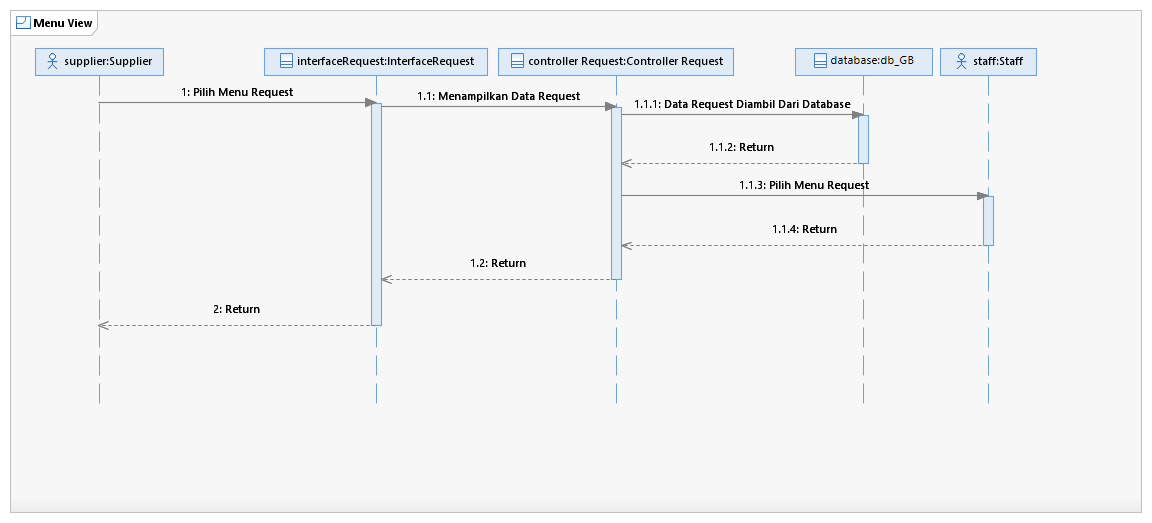 Menu View
supplier:Supplier
interfaceRequest:InterfaceRequest
controller Request:Controller Request
database:db_GB
staff:Staff
1: Pilih Menu Request
1.1: Menampilkan Data Request
1.1.1: Data Request Diambil Dari Database
1.1.2: Return
1.1.3: Pilih Menu Request
1.1.4: Return
1.2: Return
2: Return